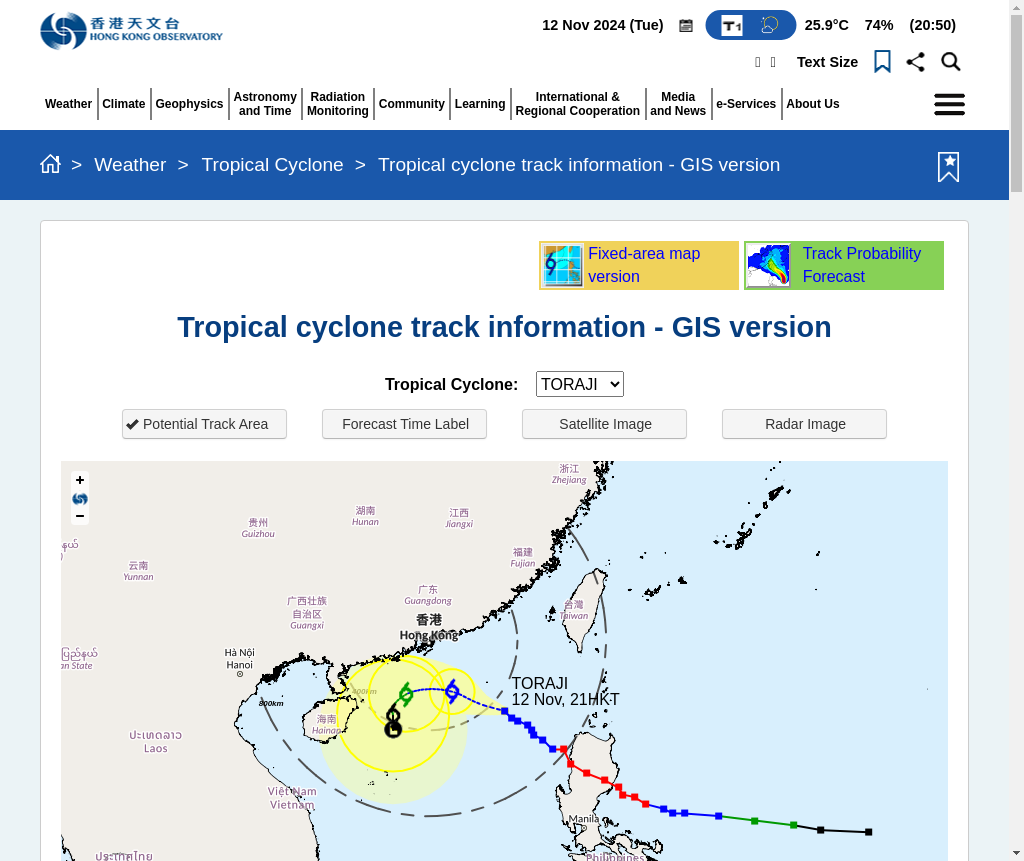 香港天文台
HONG KONG OBSERVATORY
12 Nov 2024 (Tue)
T1
25.9°C 74% (20:50)
Text Size
Weather
Climate
Geophysics
Astronomy
and Time
Radiation
Monitoring
Community
Learning
International &
Regional Cooperation
Media
and News
e-Services
About Us
> Weather > Tropical Cyclone > Tropical cyclone track information - GIS version
Fixed-area map
version
Track Probability
Forecast
Tropical cyclone track information - GIS version
Tropical Cyclone: TORAJI
Potential Track Area
Forecast Time Label
Satellite Image
Radar Image
+
−
浙江
Zhejiang
湖南
Hunan
江西
Jiangxi
贵州
Guizhou
福建
Fujian
云南
Yunnan
广东
Guangdong
广西壮族
自治区
Guangxi
台灣
Taiwan
香港
Hong Kong
an State
Hà Nội
Hanoi
400km
800km
TORAJI
12 Nov, 21HKT
海南
Hainan
L
ປະເທດລາວ
Laos
Việt Nam
Vietnam
Manila
ประเทศไทย
Philippines